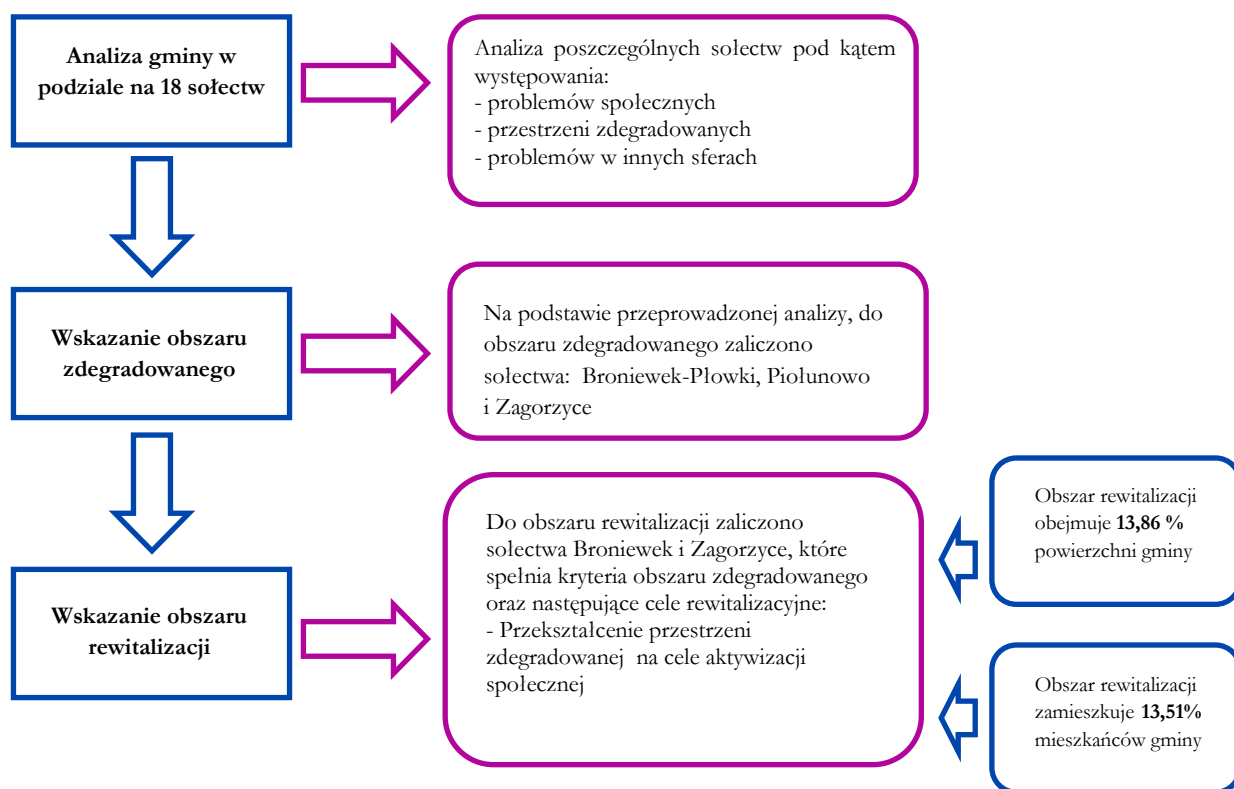 Analiza gminy w
podziale na 18 sołectw
Analiza poszczególnych sołectw pod kątem
występowania:
- problemów społecznych
- przestrzeni zdegradowanych
- problemów w innych sferach
Wskazanie obszaru
zdegradowanego
Na podstawie przeprowadzonej analizy, do
obszaru zdegradowanego zaliczono
sołectwa: Broniewek-Płowki, Piołunowo
i Zagorzyce
Wskazanie obszaru
rewitalizacji
Do obszaru rewitalizacji zaliczono
sołectwa Broniewek i Zagorzyce, które
spełnia kryteria obszaru zdegradowanego
oraz następujące cele rewitalizacyjne:
- Przekształcenie przestrzeni
zdegradowanej na cele aktywizacji
społecznej
Obszar rewitalizacji
obejmuje 13,86 %
powierzchni gminy
Obszar rewitalizacji
zamieszkuje 13,51%
mieszkańców gminy